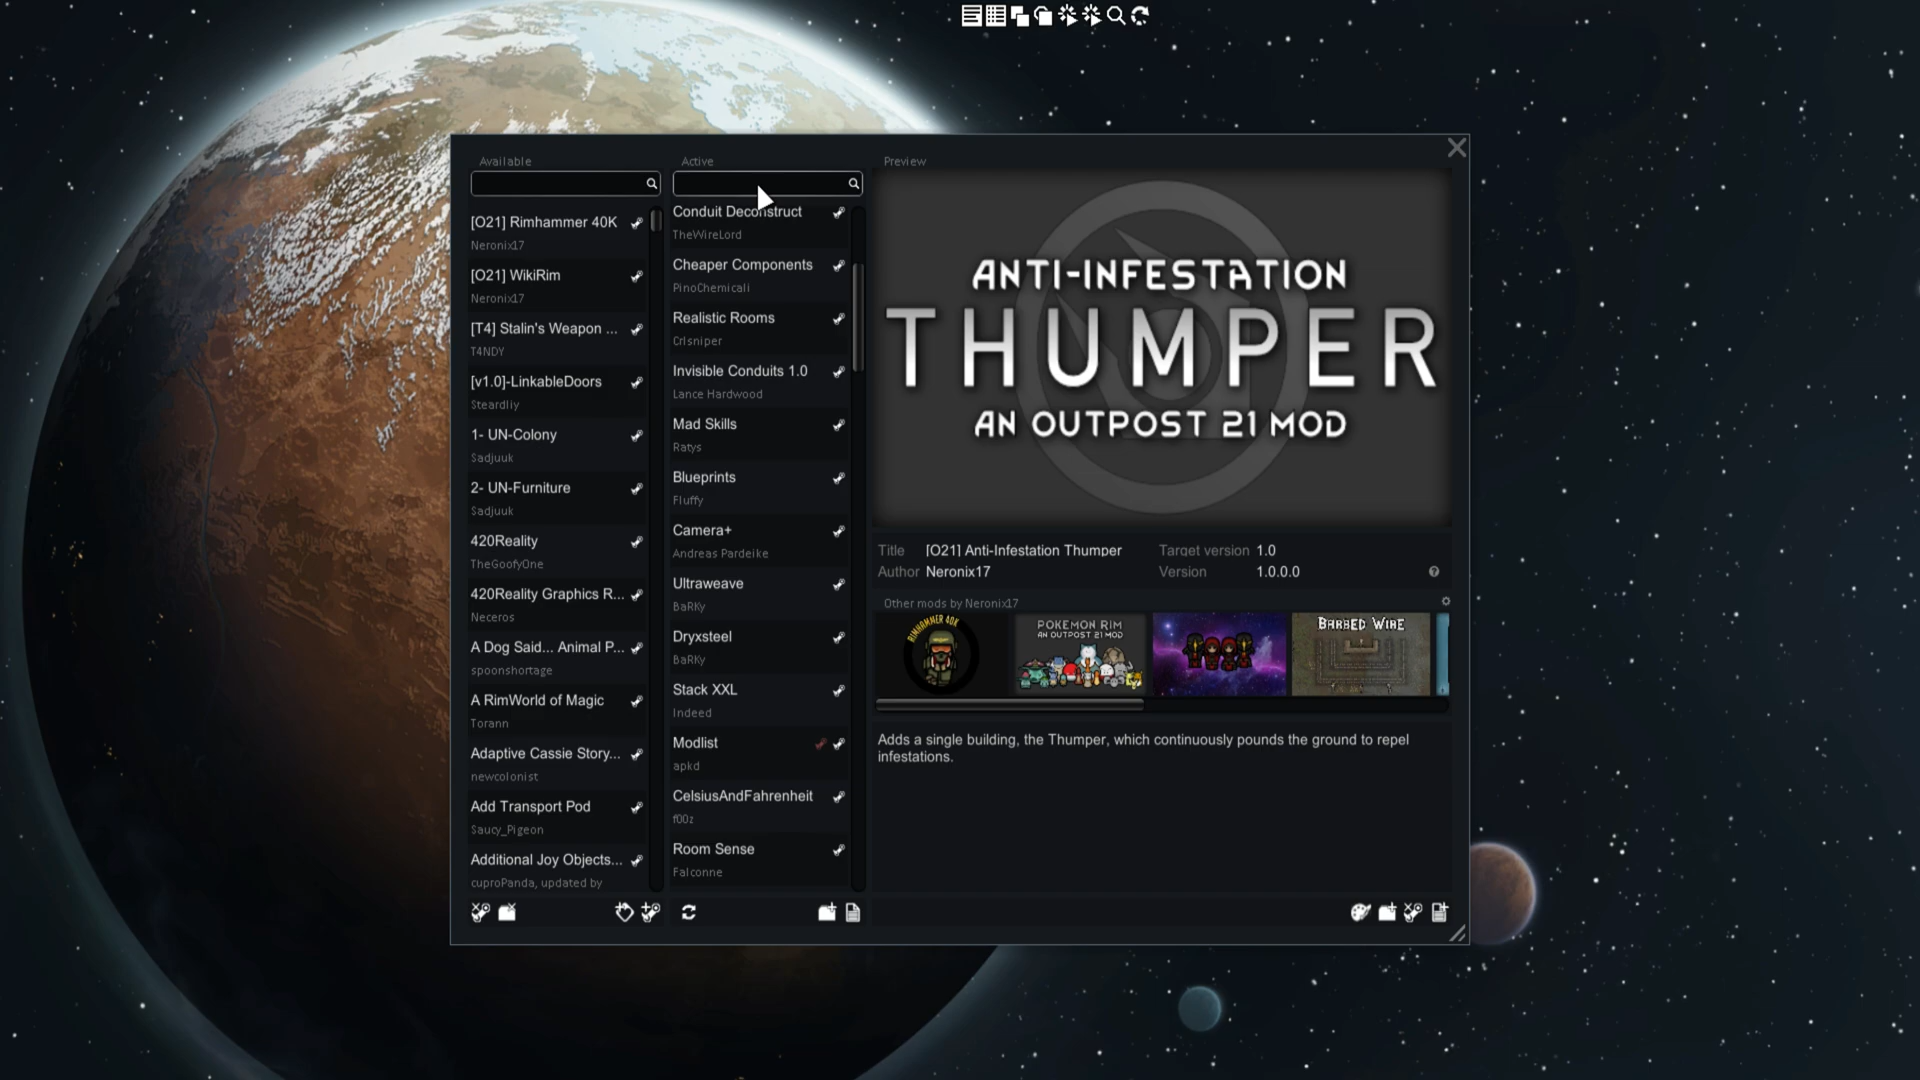 Available
[O21] Rimhammer 40K
Neronix17
[O21] WikiRim
Neronix17
[T4] Stalin's Weapon ...
T4NDY
[v1.0]-LinkableDoors
Steardliy
1- UN-Colony
Sadjuuk
2- UN-Furniture
Sadjuuk
420Reality
TheGoofyOne
420Reality Graphics R...
Neceros
A Dog Said... Animal P...
spoonshortage
A RimWorld of Magic
Torann
Adaptive Cassie Story...
newcolonist
Add Transport Pod
Saucy_Pigeon
Additional Joy Objects...
cuproPanda, updated by
Active
Conduit Deconstruct
TheWireLord
Cheaper Components
PinoChemicali
Realistic Rooms
Crlsniper
Invisible Conduits 1.0
Lance Hardwood
Mad Skills
Ratys
Blueprints
Fluffy
Camera+
Andreas Pardeike
Ultraweave
BaRKy
Dryxsteel
BaRKy
Stack XXL
Indeed
Modlist
apkd
CelsiusAndFahrenheit
f00z
Room Sense
Falconne
Preview
ANTI-INFESTATION
THUMPER
AN OUTPOST 21 MOD
Title [O21] Anti-Infestation Thumper Target version 1.0
Author Neronix17 Version 1.0.0.0
Other mods by Neronix17
RIMHAMMER 40K
POKEMON RIM
AN OUTPOST 21 MOD
BARBED WIRE
Adds a single building, the Thumper, which continuously pounds the ground to repel
infestations.